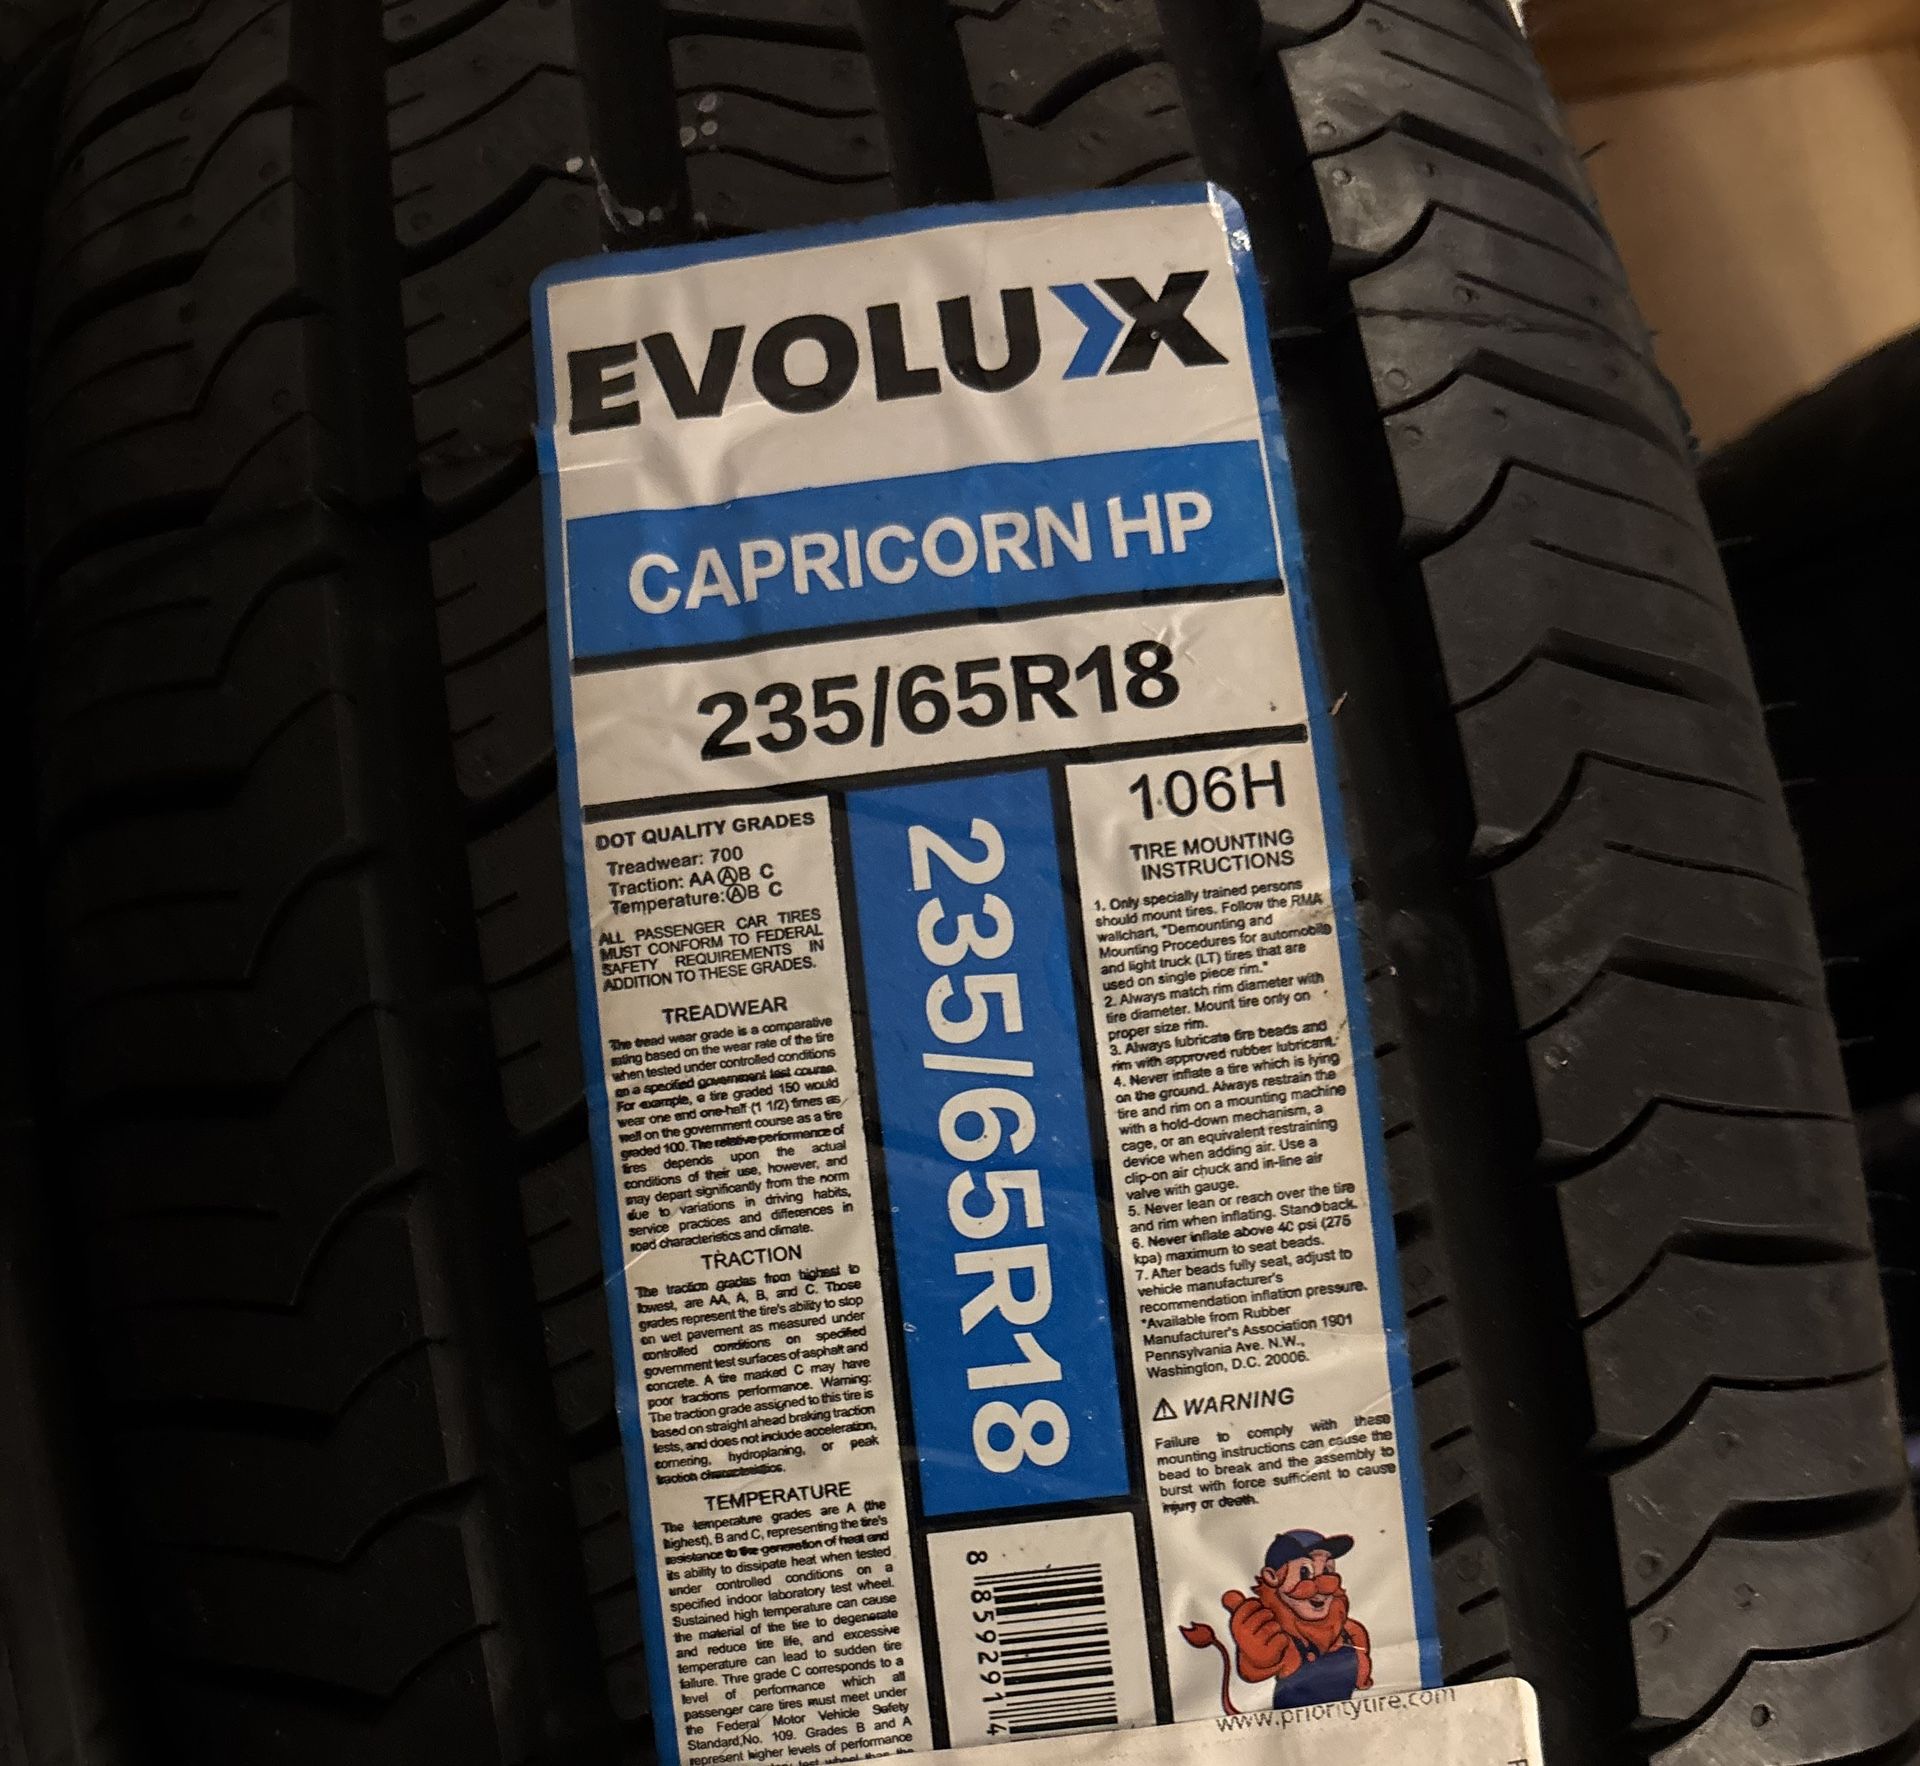 EVOLUX
CAPRICORN HP
235/65R18
DOT QUALITY GRADES
Treadwear: 700
Traction: AA A B C
Temperature: A B C
ALL PASSENGER CAR TIRES
MUST CONFORM TO FEDERAL
SAFETY REQUIREMENTS IN
ADDITION TO THESE GRADES.
TREADWEAR
The tread wear grade is a comparative
rating based on the wear rate of the tire
when tested under controlled conditions
on a specified government test course.
For example, a tire graded 150 would
wear one and one-half (1 1/2) times as
well on the government course as a tire
graded 100. The relative performance of
tires depends upon the actual
conditions of their use, however, and
may depart significantly from the norm
due to variations in driving habits,
service practices and differences in
road characteristics and climate.
TRACTION
The traction grades from highest to
lowest, are AA, A, B, and C. Those
grades represent the tire's ability to stop
on wet pavement as measured under
controlled conditions on specified
government test surfaces of asphalt and
concrete. A tire marked C may have
poor tractions performance. Warning:
The traction grade assigned to this tire is
based on straight ahead braking traction
tests, and does not include acceleration,
cornering, hydroplaning, or peak
traction characteristics.
TEMPERATURE
The temperature grades are A (the
highest), B and C, representing the tire's
resistance to the generation of heat and
its ability to dissipate heat when tested
under controlled conditions on a
specified indoor laboratory test wheel.
Sustained high temperature can cause
the material of the tire to degenerate
and reduce tire life, and excessive
temperature can lead to sudden tire
failure. Thre grade C corresponds to a
level of performance which all
passenger care tires must meet under
the Federal Motor Vehicle Safety
Standard,No. 109. Grades B and A
represent higher levels of performance
235/65R18
8 85929 14
106H
TIRE MOUNTING
INSTRUCTIONS
1. Only specially trained persons
should mount tires. Follow the RMA
wallchart, "Demounting and
Mounting Procedures for automobile
and light truck (LT) tires that are
used on single piece rim."
2. Always match rim diameter with
tire diameter. Mount tire only on
proper size rim.
3. Always lubricate fire beads and
rim with approved rubber lubricant.
4. Never inflate a tire which is lying
on the ground. Always restrain the
tire and rim on a mounting machine
with a hold-down mechanism, a
cage, or an equivalent restraining
device when adding air. Use a
clip-on air chuck and in-line air
valve with gauge.
5. Never lean or reach over the tire
and rim when inflating. Stand back.
6. Never inflate above 40 psi (275
kpa) maximum to seat beads.
7. After beads fully seat, adjust to
vehicle manufacturer's
recommendation inflation pressure.
*Available from Rubber
Manufacturer's Association 1901
Pennsylvania Ave. N.W.,
Washington, D.C. 20006.
WARNING
Failure to comply with these
mounting instructions can cause the
bead to break and the assembly to
burst with force sufficient to cause
injury or death.
www.prioritytire.com